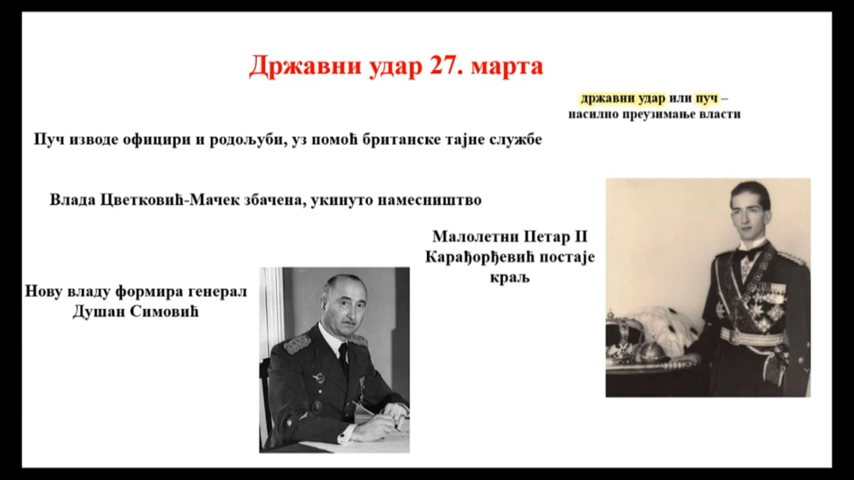 Државни удар 27. марта
државни удар или пуч –
насилно преузимање власти
Пуч изводе официри и родољуби, уз помоћ британске тајне службе
Влада Цветковић-Мачек збачена, укинуто намесништво
Малолетни Петар II
Карађорђевић постаје
краљ
Нову владу формира генерал
Душан Симовић